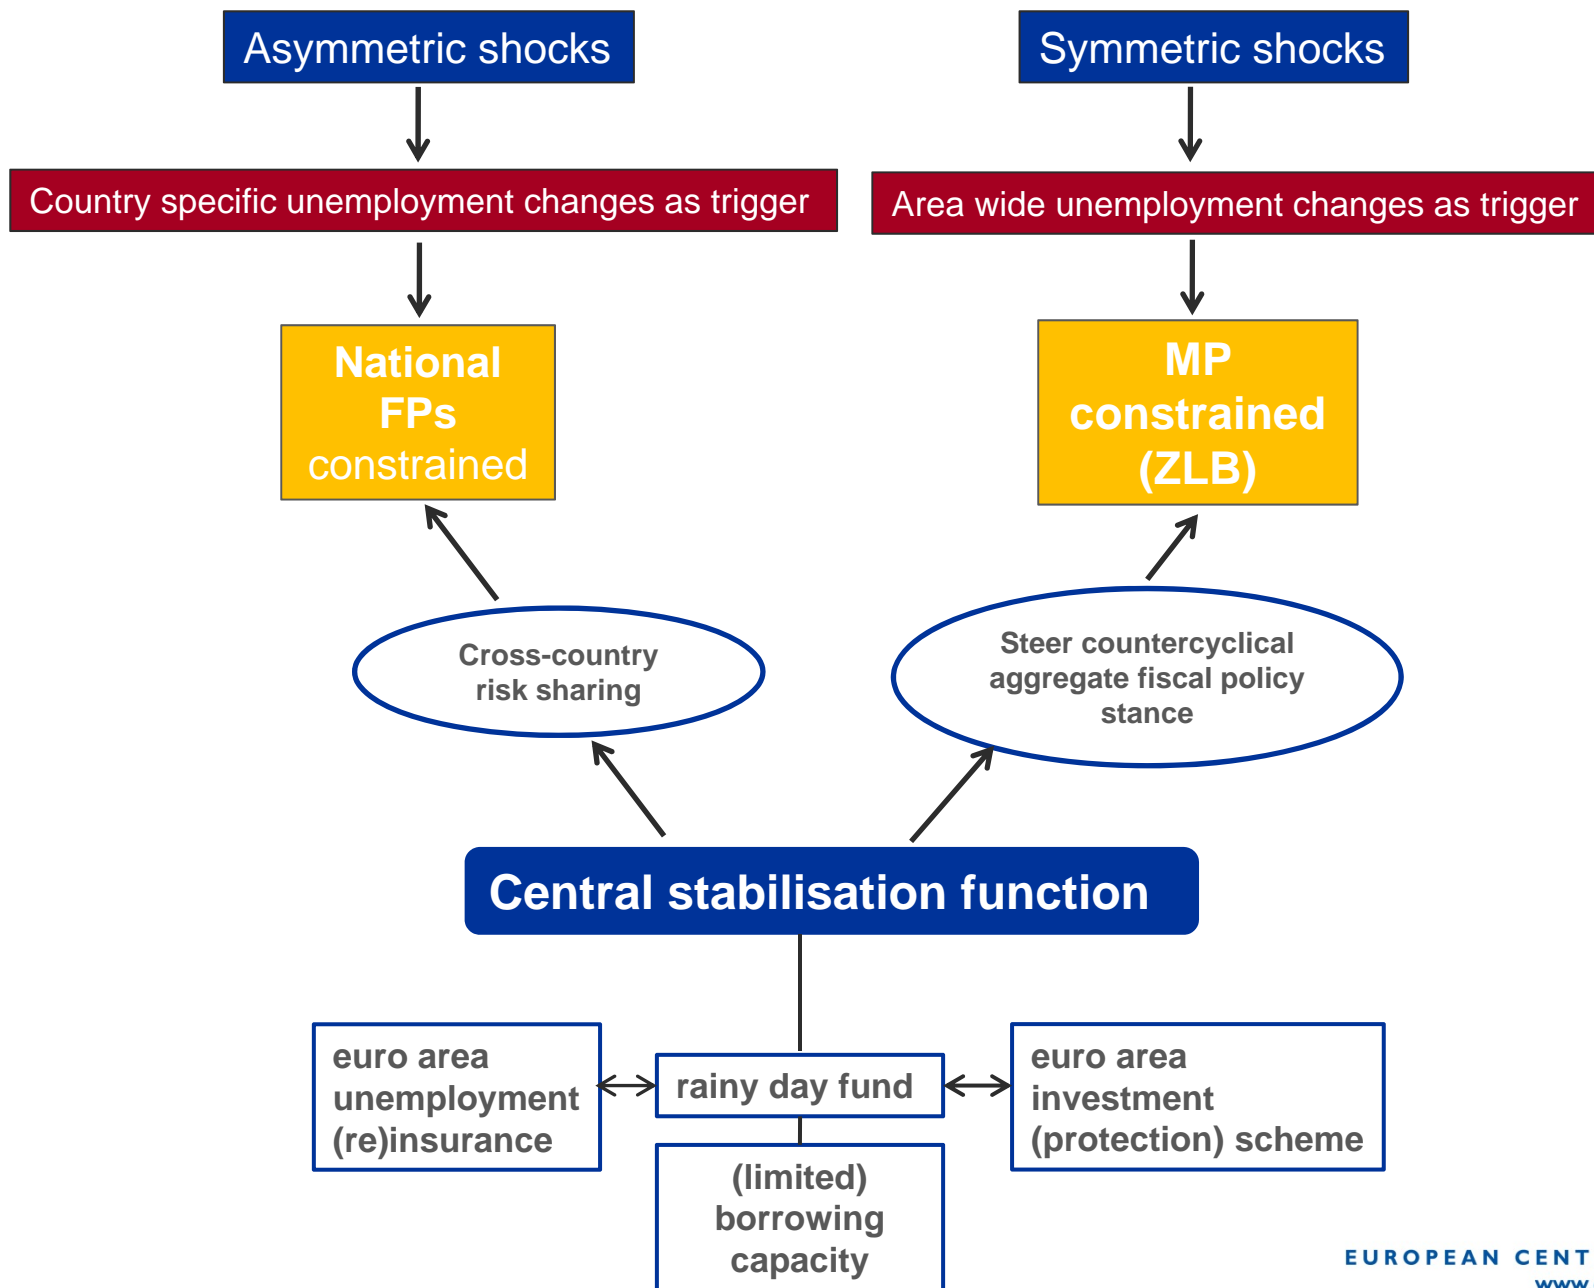 Asymmetric shocks
Symmetric shocks
Country specific unemployment changes as trigger
Area wide unemployment changes as trigger
National
FPs
constrained
MP
constrained
(ZLB)
Cross-country
risk sharing
Steer countercyclical
aggregate fiscal policy
stance
Central stabilisation function
euro area
unemployment
(re)insurance
rainy day fund
euro area
investment
(protection) scheme
(limited)
borrowing
capacity
EUROPEAN CENT
www